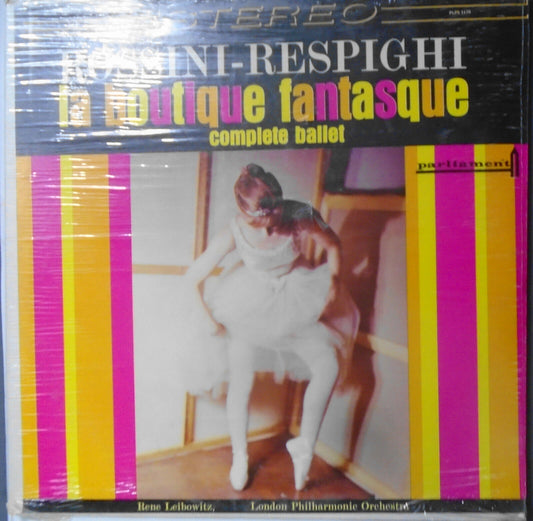 STEREO
ROSSINI-RESPIGHI
la boutique fantasque
complete ballet
parliament
Rene Leibowitz, London Philharmonic Orchestra